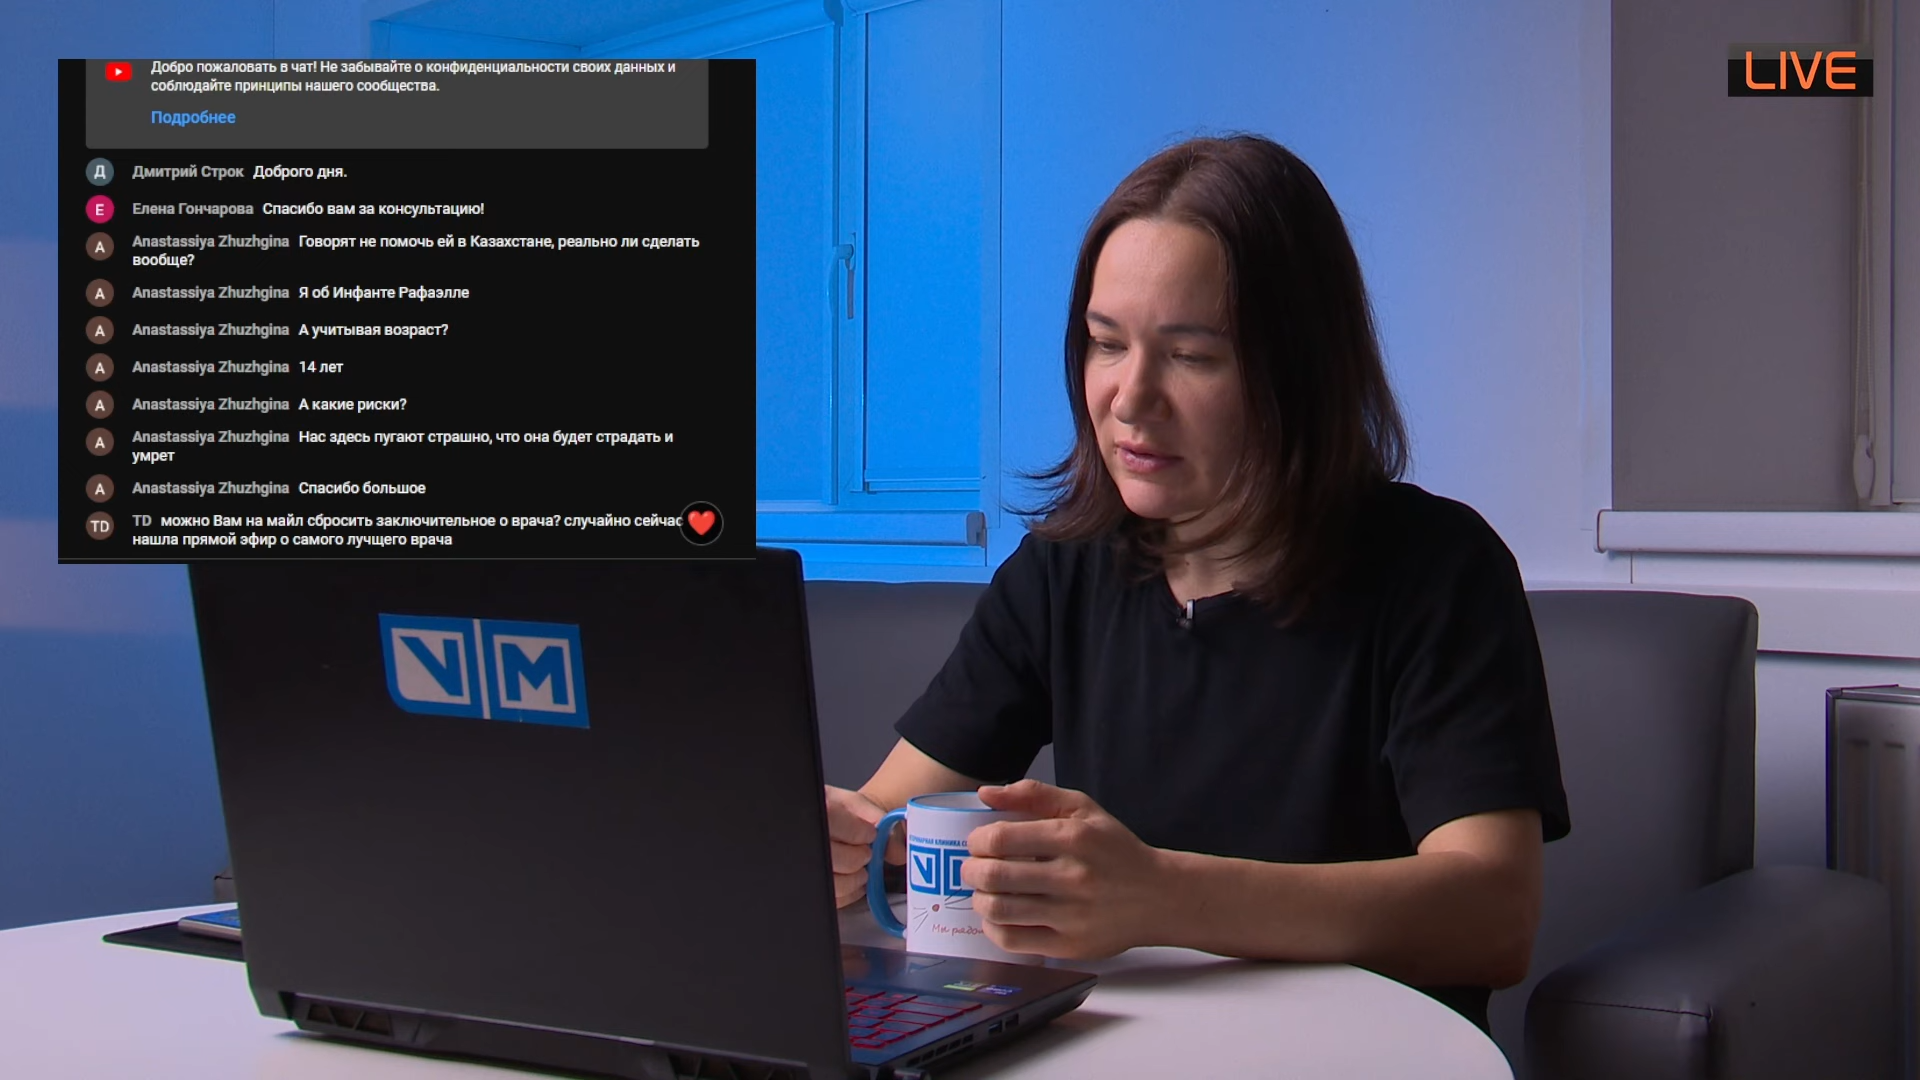 Добро пожаловать в чат! Не забывайте о конфиденциальности своих данных и
соблюдайте принципы нашего сообщества.
Подробнее
LIVE
Д Дмитрий Строк Доброго дня.
Е Елена Гончарова Спасибо вам за консультацию!
A Anastassiya Zhuzhgina Говорят не помочь ей в Казахстане, реально ли сделать
вообще?
A Anastassiya Zhuzhgina Я об Инфанте Рафаэлле
A Anastassiya Zhuzhgina А учитывая возраст?
A Anastassiya Zhuzhgina 14 лет
A Anastassiya Zhuzhgina А какие риски?
A Anastassiya Zhuzhgina Нас здесь пугают страшно, что она будет страдать и
умрет
A Anastassiya Zhuzhgina Спасибо большое
TD TD можно Вам на майл сбросить заключительное о врача? случайно сейчас
нашла прямой эфир о самого лучщего врача
VM
КЛИНИКА
V
Мы